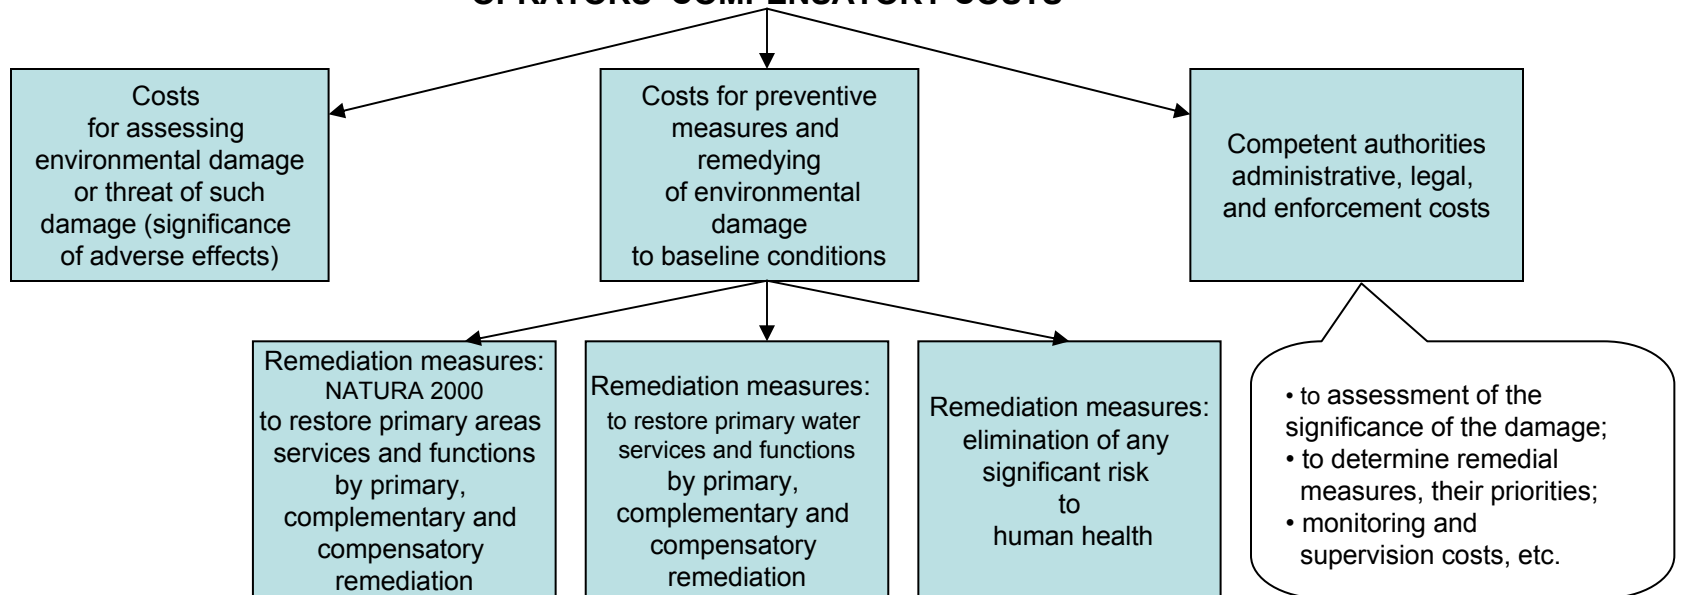 OPRATORS' COMPENSATORY COSTS
Costs
for assessing
environmental damage
or threat of such
damage (significance
of adverse effects)
Costs for preventive
measures and
remedying
of environmental
damage
to baseline conditions
Competent authorities
administrative, legal,
and enforcement costs
Remediation measures:
NATURA 2000
to restore primary areas
services and functions
by primary,
complementary and
compensatory
remediation
Remediation measures:
to restore primary water
services and functions
by primary,
complementary and
compensatory
remediation
Remediation measures:
elimination of any
significant risk
to
human health
• to assessment of the
significance of the damage;
• to determine remedial
measures, their priorities;
• monitoring and
supervision costs, etc.